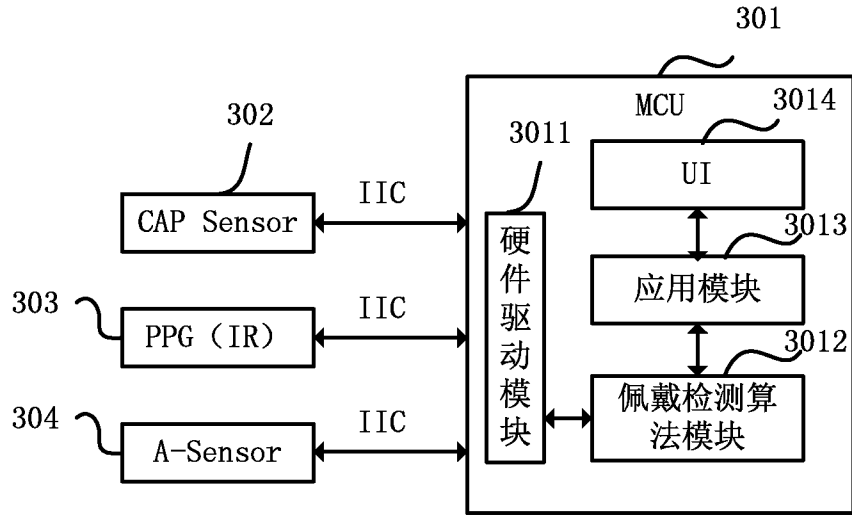 301
MCU
302
3011
3014
UI
CAP Sensor
IIC
硬件驱动模块
3013
应用模块
303
PPG（IR）
IIC
3012
佩戴检测算
法模块
304
A-Sensor
IIC